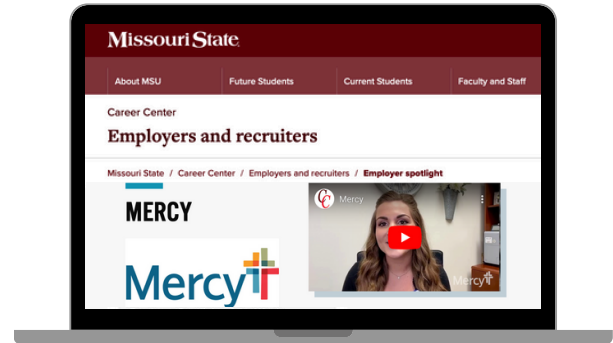 Missouri State
About MSU
Future Students
Current Students
Faculty and Staff
Career Center
Employers and recruiters
Missouri State / Career Center / Employers and recruiters / Employer spotlight
MERCY
Mercy
CC Mercy
Mercy